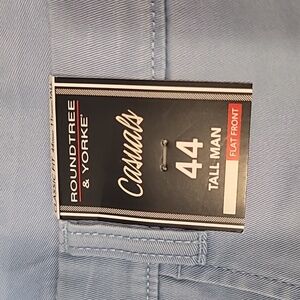 ROUNDTREE
& YORKE
Casuals
44
TALL MAN
FLAT FRONT